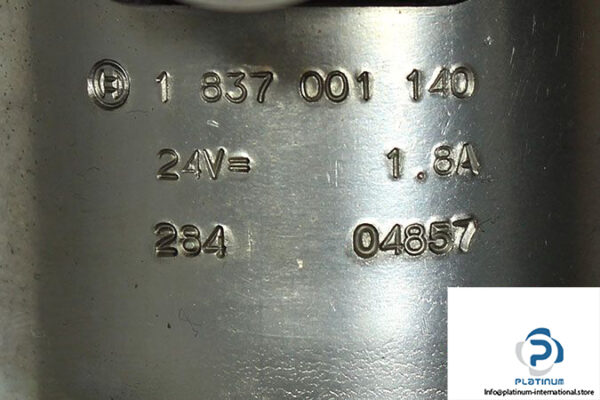 1 837 001 140
24V= 1.8A
284 04857
PLATINUM
Info@platinum-international.store